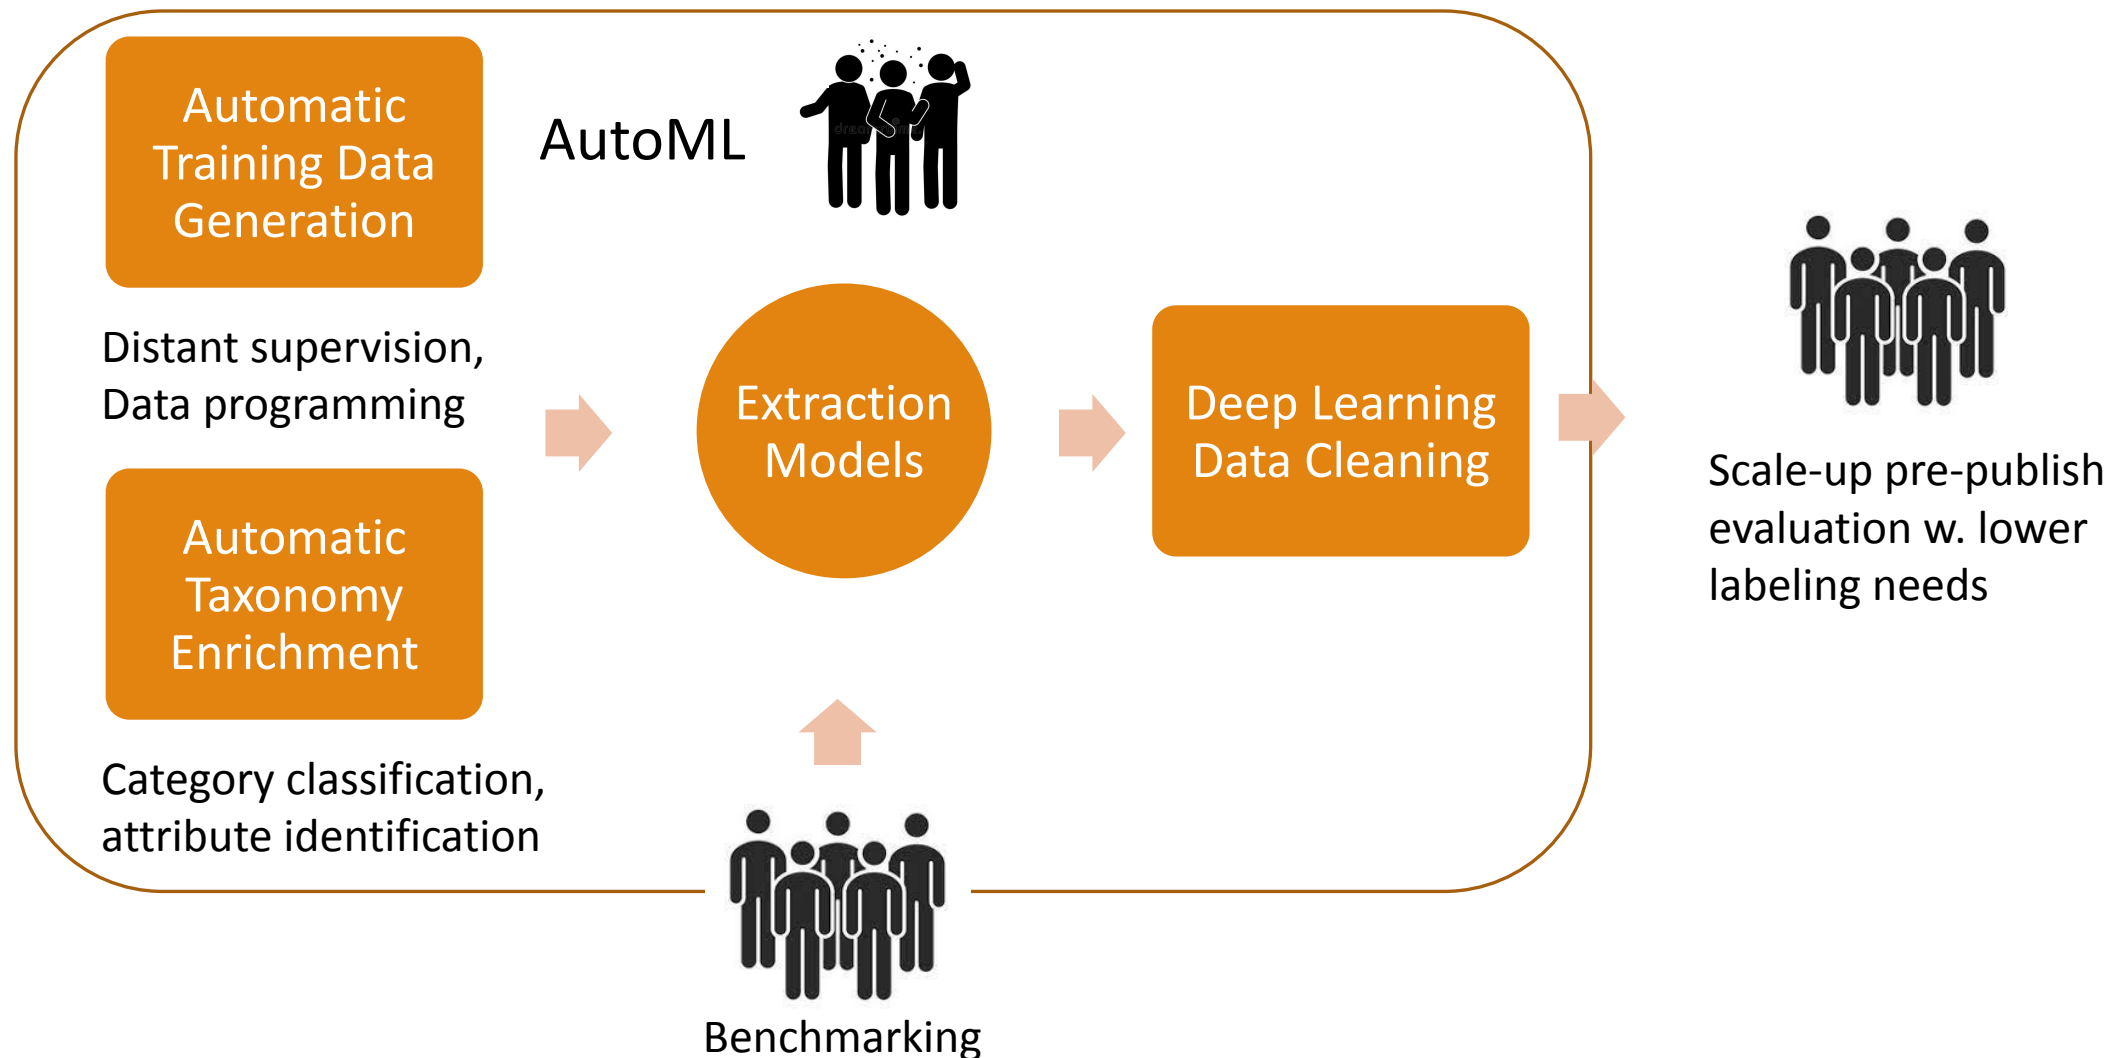 Automatic
Training Data
Generation
AutoML
Distant supervision,
Data programming
Extraction
Models
Deep Learning
Data Cleaning
Automatic
Taxonomy
Enrichment
Category classification,
attribute identification
Benchmarking
Scale-up pre-publish
evaluation w. lower
labeling needs